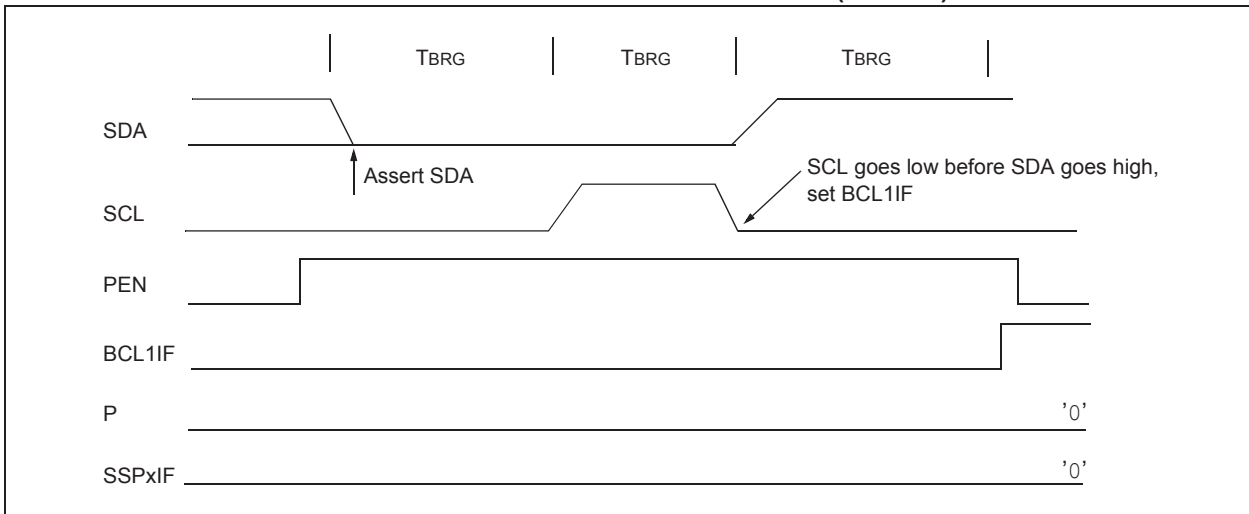 TBRG TBRG TBRG
SDA
Assert SDA
SCL goes low before SDA goes high,
set BCL1IF
SCL
PEN
BCL1IF
P '0'
SSPxIF '0'